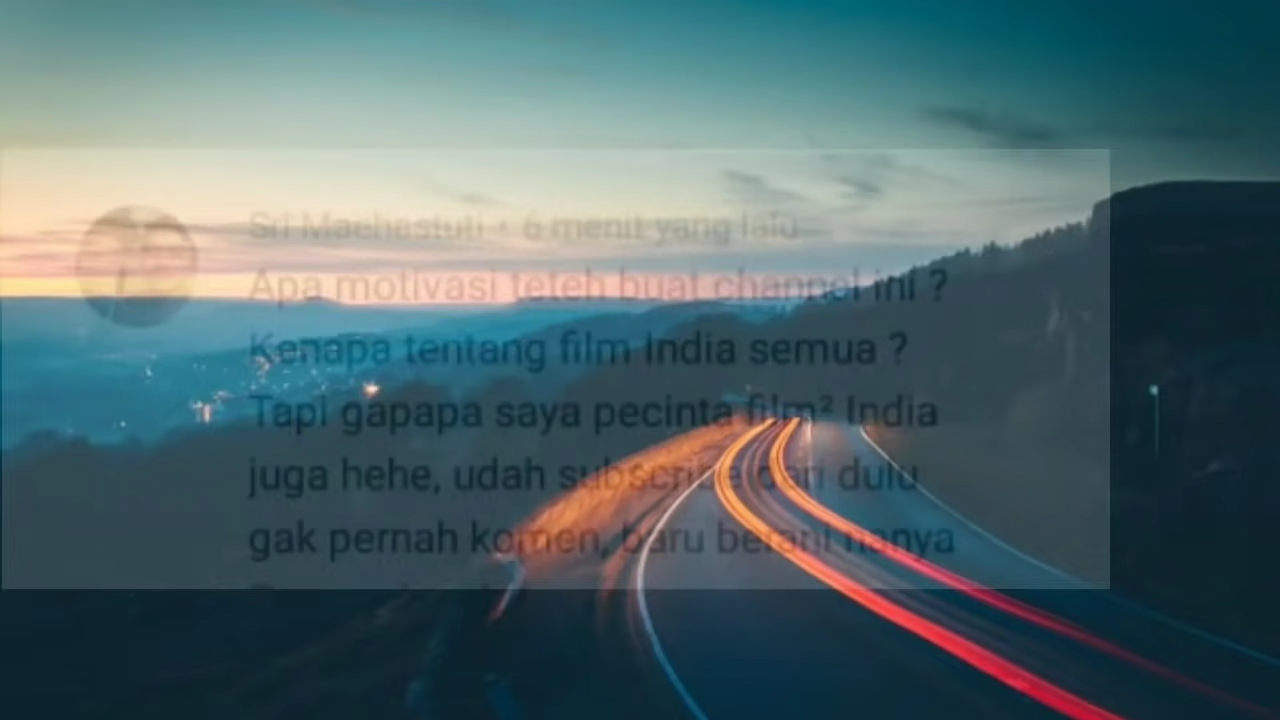 Sri Maehastuti • 6 menit yang lalu
Apa motivasi teteh buat channel ini ?
Kenapa tentang film India semua ?
Tapi gapapa saya pecinta film² India
juga hehe, udah subscribe dari dulu
gak pernah komen, baru berani nanya